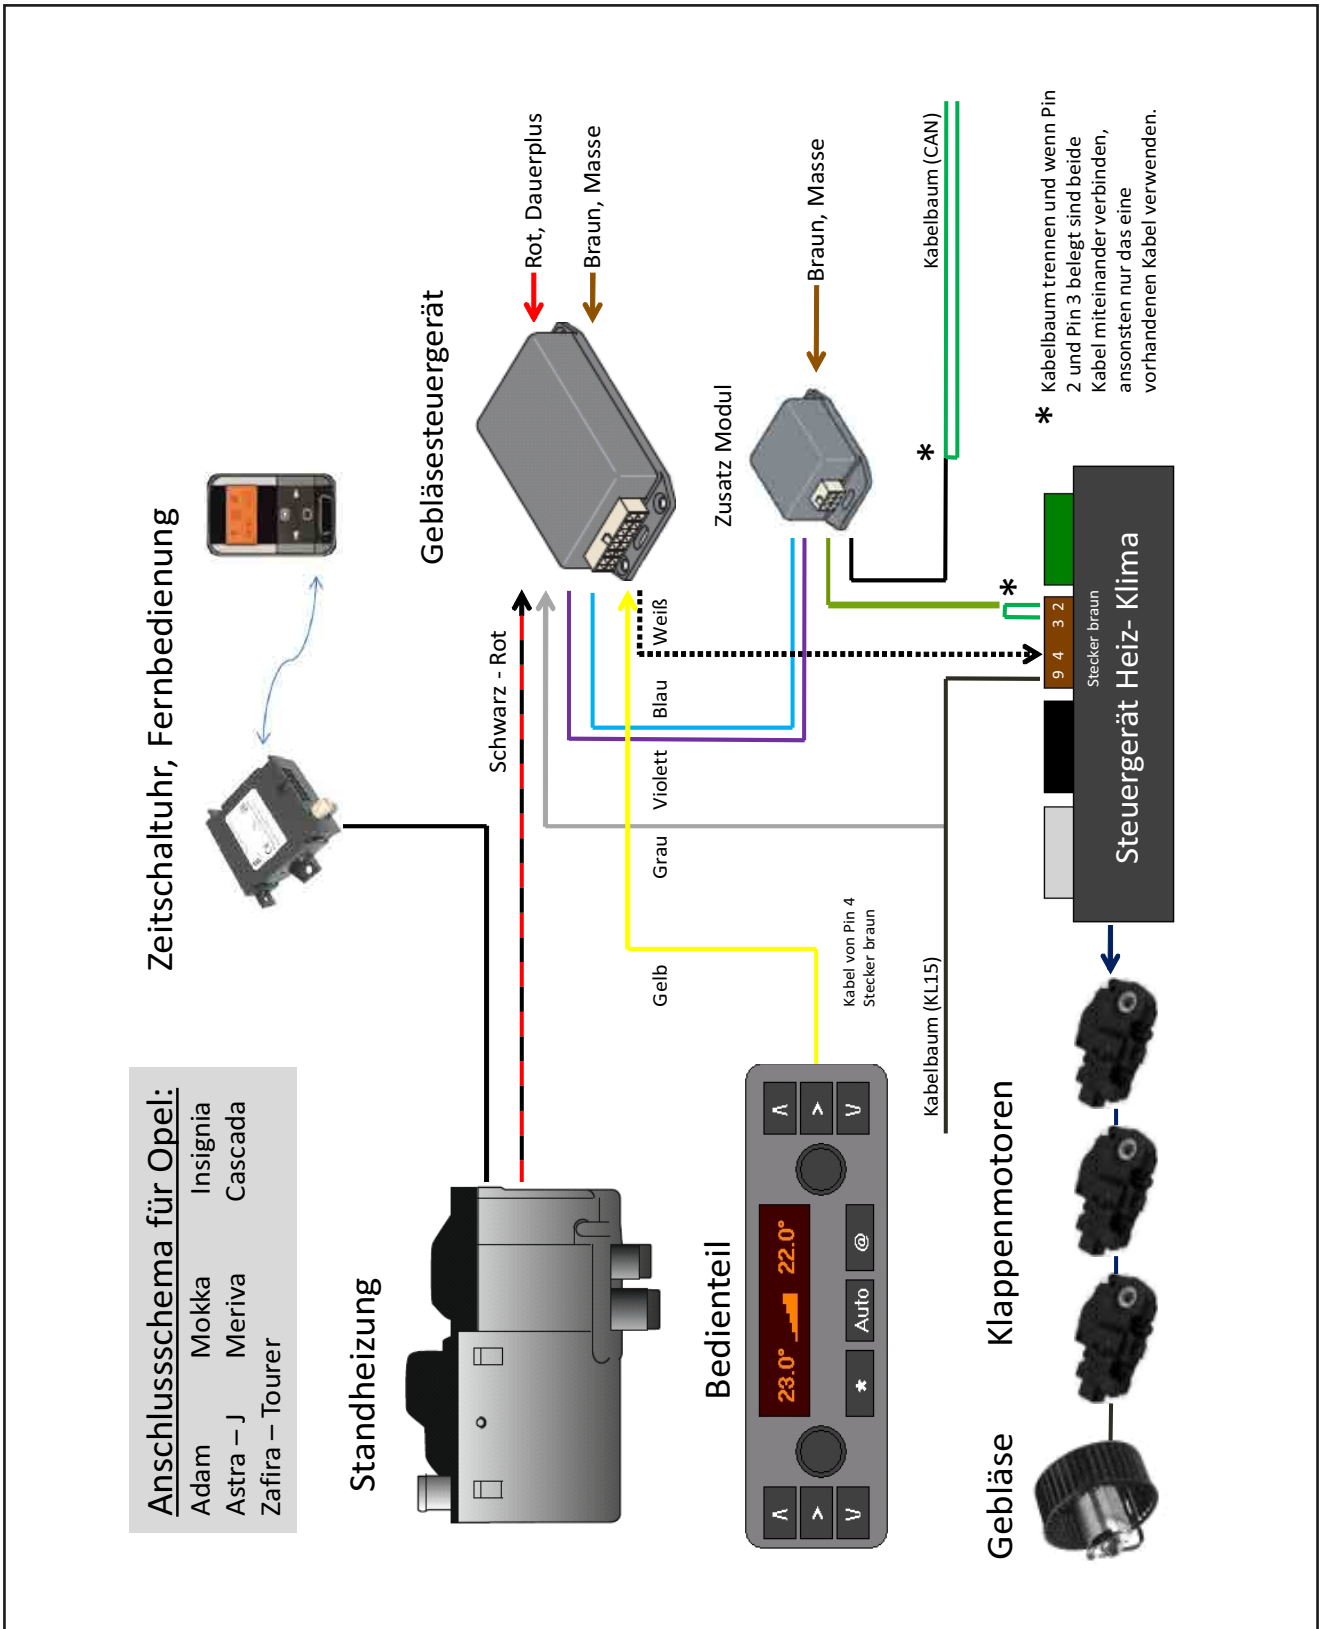 Anschlussschema für Opel:
Adam Mokka Insignia
Astra – J Meriva Cascada
Zafira – Tourer
Zeitschaltuhr, Fernbedienung
Standheizung
Schwarz - Rot
Gebläsesteuergerät
Rot, Dauerplus
Braun, Masse
Gelb
Grau
Violett
Blau
Weiß
Bedienteil
23.0° 22.0°
* Auto @
Kabel von Pin 4
Stecker braun
Zusatz Modul
Braun, Masse
Kabelbaum (KL15)
Kabelbaum (CAN)
*
*
Gebläse
Klappenmotoren
9 4 3 2
Stecker braun
Steuergerät Heiz- Klima
* Kabelbaum trennen und wenn Pin
2 und Pin 3 belegt sind beide
Kabel miteinander verbinden,
ansonsten nur das eine
vorhandenen Kabel verwenden.